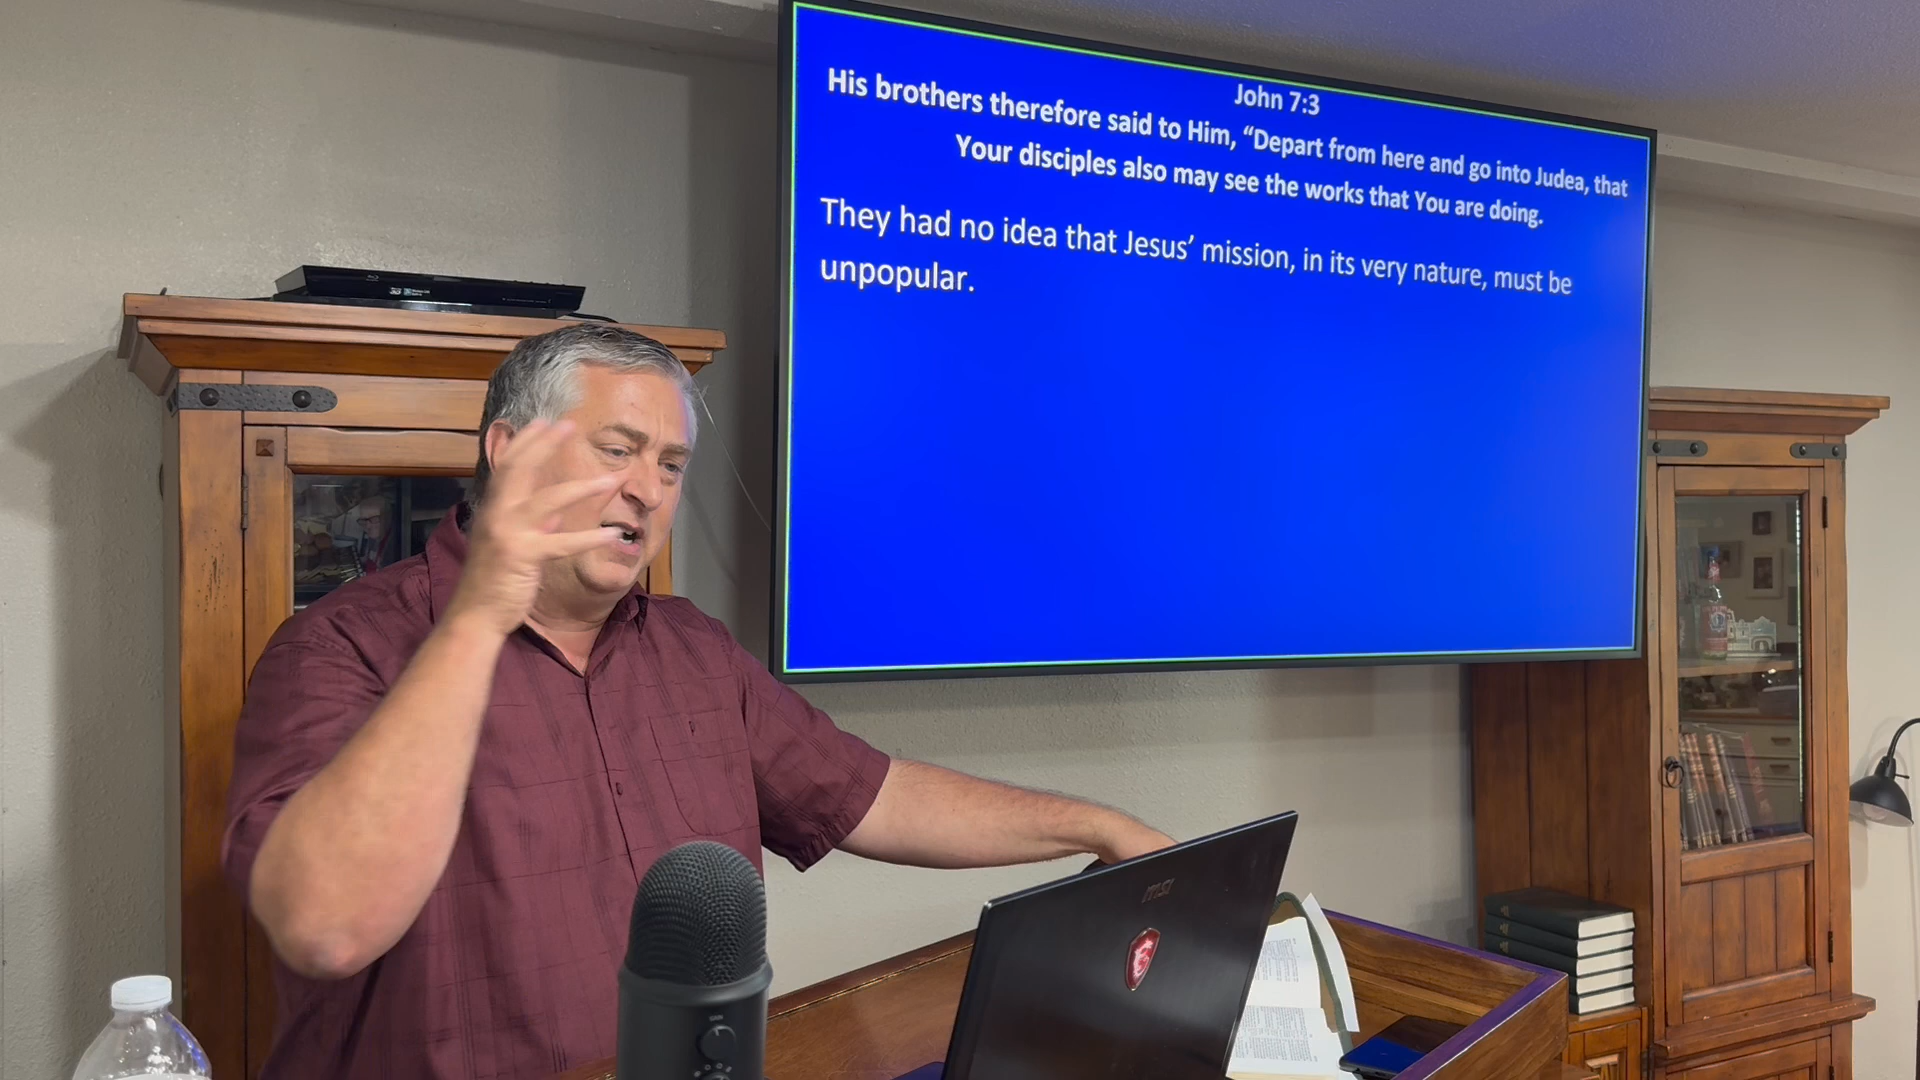 John 7:3
His brothers therefore said to Him, “Depart from here and go into Judea, that
Your disciples also may see the works that You are doing.
They had no idea that Jesus’ mission, in its very nature, must be
unpopular.
msi